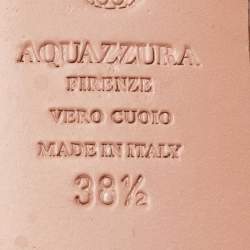 AQUAZZURA
FIRENZE
VERO CUOIO
MADE IN ITALY
38½